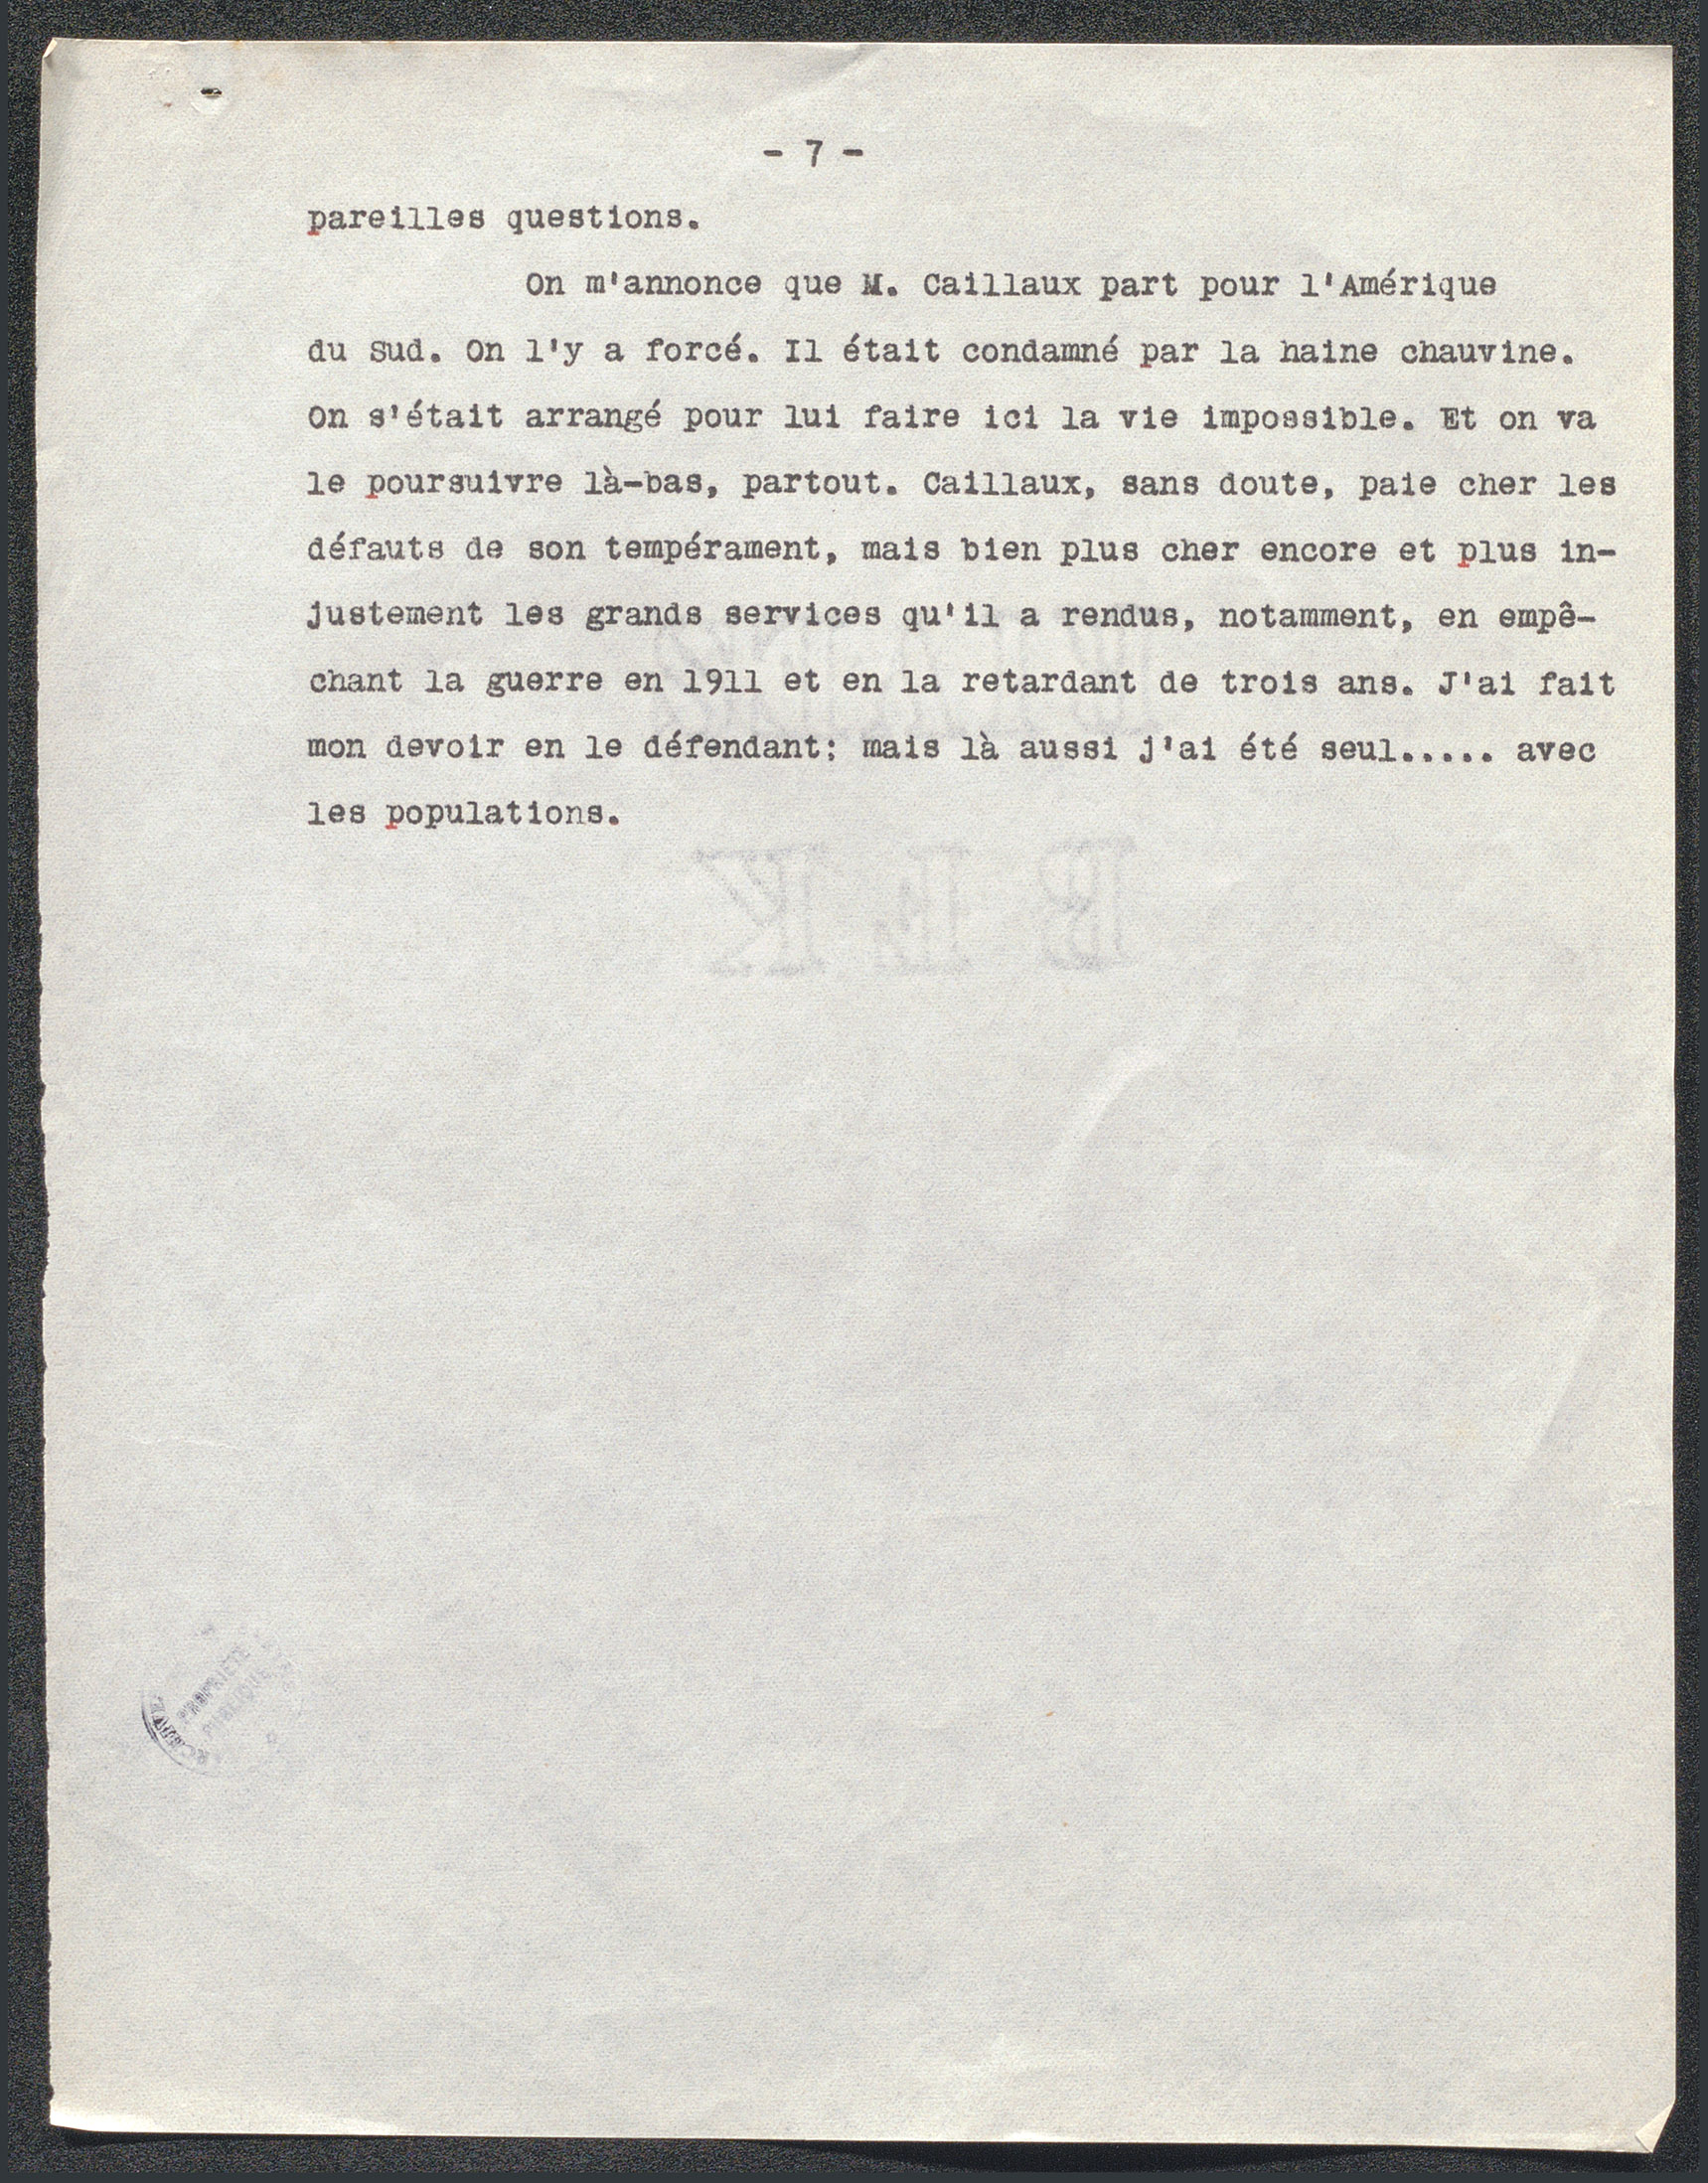 - 7 -
pareilles questions.
On m'annonce que M. Caillaux part pour l'Amérique
du Sud. On l'y a forcé. Il était condamné par la haine chauvine.
On s'était arrangé pour lui faire ici la vie impossible. Et on va
le poursuivre là-bas, partout. Caillaux, sans doute, paie cher les
défauts de son tempérament, mais bien plus cher encore et plus in-
justement les grands services qu'il a rendus, notamment, en empê-
chant la guerre en 1911 et en la retardant de trois ans. J'ai fait
mon devoir en le défendant; mais là aussi j'ai été seul..... avec
les populations.
PROPRIÉTÉ
PUBLIQUE